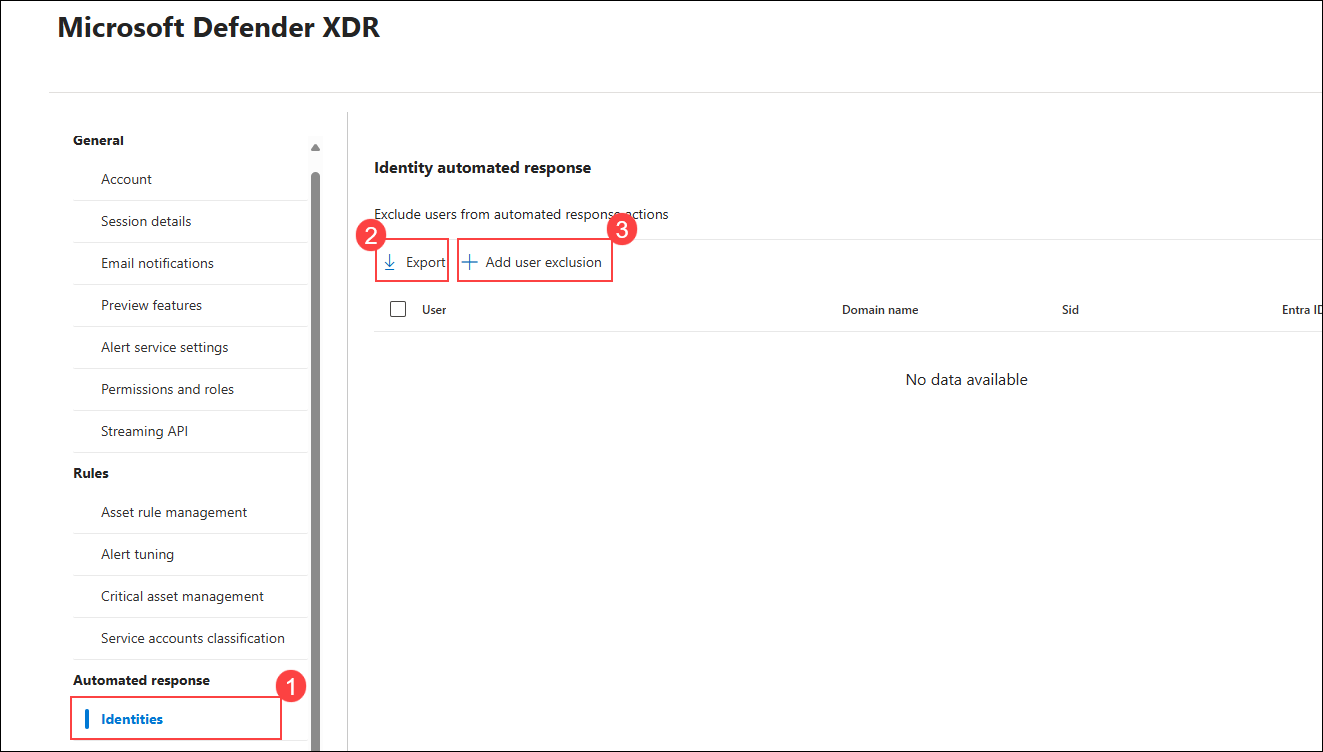 Microsoft Defender XDR
General
Account
Session details
Email notifications
Preview features
Alert service settings
Permissions and roles
Streaming API
Rules
Asset rule management
Alert tuning
Critical asset management
Service accounts classification
Automated response
1
Identities
Identity automated response
Exclude users from automated response actions
2
3
Export
Add user exclusion
User Domain name Sid Entra ID
No data available